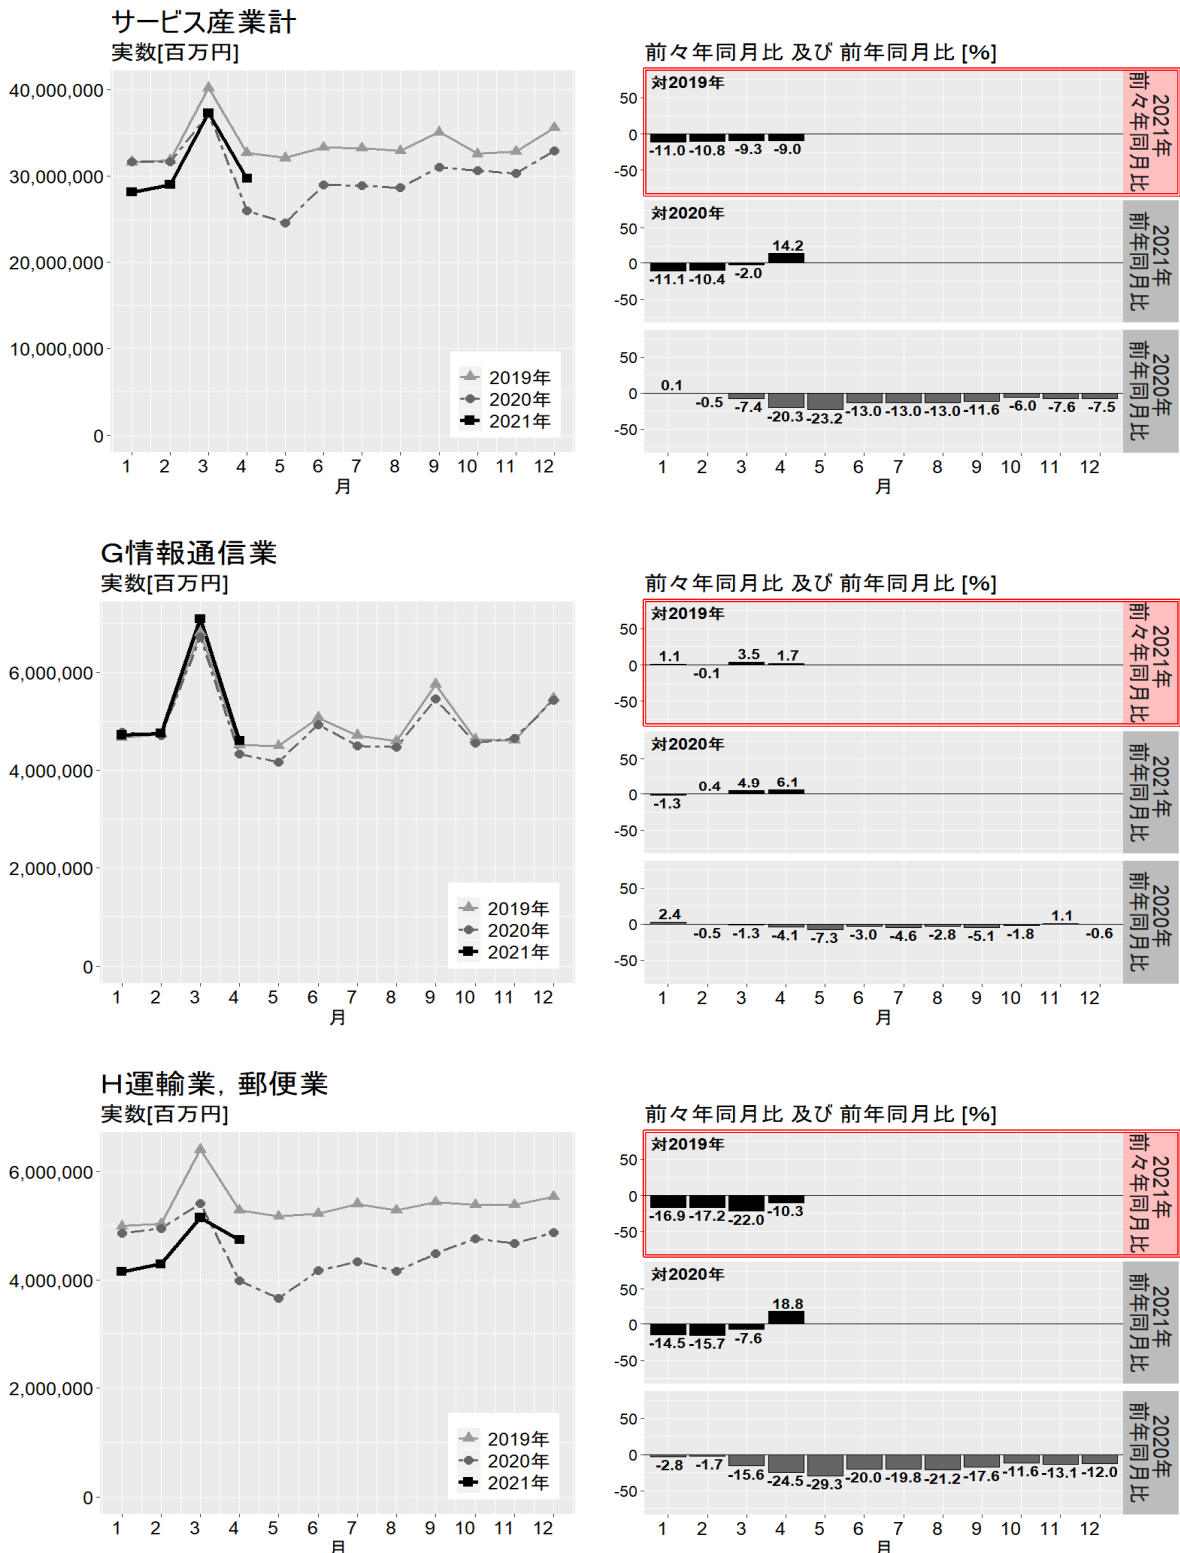 サービス産業計
実数[百万円]
40,000,000
30,000,000
20,000,000
10,000,000
0
2019年
2020年
2021年
1 2 3 4 5 6 7 8 9 10 11 12
月
前々年同月比 及び 前年同月比 [%]
対2019年
50
0
-50
-11.0 -10.8 -9.3 -9.0
2021年
前々年同月比
対2020年
50
0
-50
-11.1 -10.4 -2.0 14.2
2021年
前年同月比
50
0
-50
0.1 -0.5 -7.4 -20.3 -23.2 -13.0 -13.0 -13.0 -11.6 -6.0 -7.6 -7.5
2020年
前年同月比
1 2 3 4 5 6 7 8 9 10 11 12
月
G情報通信業
実数[百万円]
6,000,000
4,000,000
2,000,000
0
2019年
2020年
2021年
1 2 3 4 5 6 7 8 9 10 11 12
月
前々年同月比 及び 前年同月比 [%]
対2019年
50
0
-50
1.1 -0.1 3.5 1.7
2021年
前々年同月比
対2020年
50
0
-50
-1.3 0.4 4.9 6.1
2021年
前年同月比
50
0
-50
2.4 -0.5 -1.3 -4.1 -7.3 -3.0 -4.6 -2.8 -5.1 -1.8 1.1 -0.6
2020年
前年同月比
1 2 3 4 5 6 7 8 9 10 11 12
月
H運輸業，郵便業
実数[百万円]
6,000,000
4,000,000
2,000,000
0
2019年
2020年
2021年
1 2 3 4 5 6 7 8 9 10 11 12
月
前々年同月比 及び 前年同月比 [%]
対2019年
50
0
-50
-16.9 -17.2 -22.0 -10.3
2021年
前々年同月比
対2020年
50
0
-50
-14.5 -15.7 -7.6 18.8
2021年
前年同月比
50
0
-50
-2.8 -1.7 -15.6 -24.5 -29.3 -20.0 -19.8 -21.2 -17.6 -11.6 -13.1 -12.0
2020年
前年同月比
1 2 3 4 5 6 7 8 9 10 11 12
月